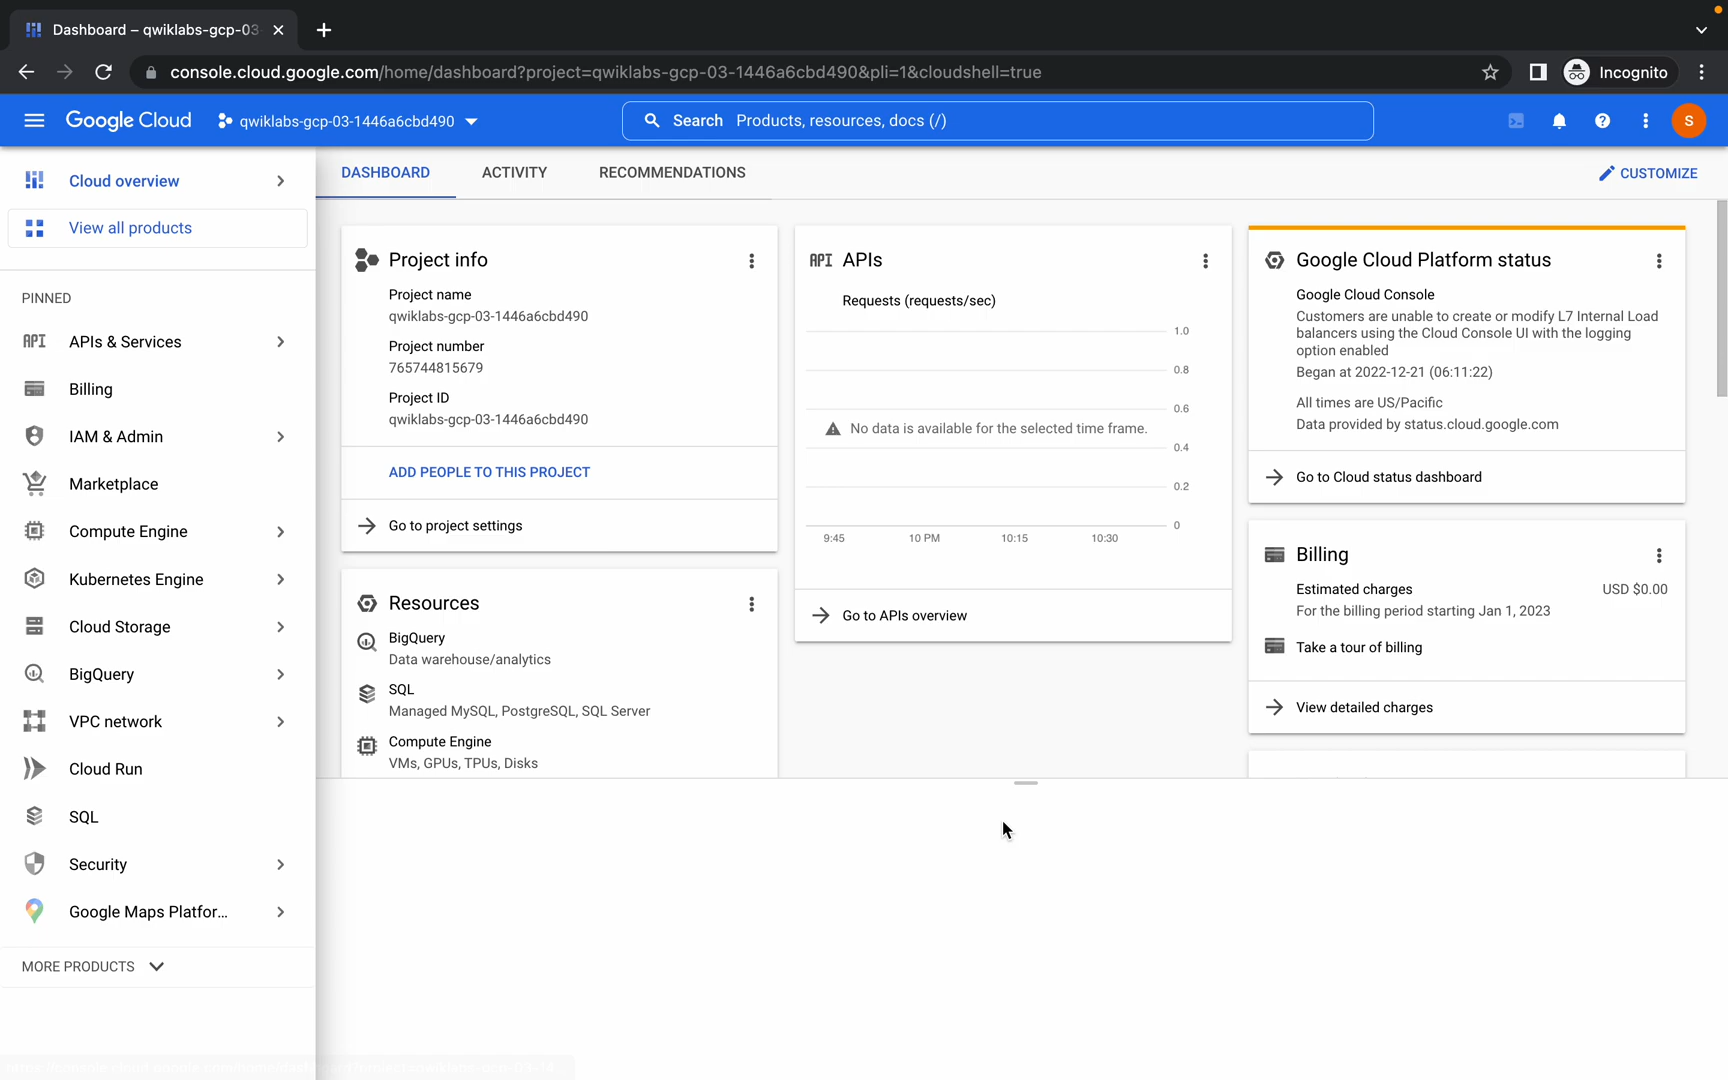 Dashboard – qwiklabs-gcp-03
console.cloud.google.com/home/dashboard?project=qwiklabs-gcp-03-1446a6cbd490&pli=1&cloudshell=true
Incognito
Google Cloud
qwiklabs-gcp-03-1446a6cbd490
Search Products, resources, docs (/)
S
Cloud overview
View all products
PINNED
API APIs & Services
Billing
IAM & Admin
Marketplace
Compute Engine
Kubernetes Engine
Cloud Storage
BigQuery
VPC network
Cloud Run
SQL
Security
Google Maps Platfor...
MORE PRODUCTS
DASHBOARD
ACTIVITY
RECOMMENDATIONS
CUSTOMIZE
Project info
Project name
qwiklabs-gcp-03-1446a6cbd490
Project number
765744815679
Project ID
qwiklabs-gcp-03-1446a6cbd490
ADD PEOPLE TO THIS PROJECT
Go to project settings
Resources
BigQuery
Data warehouse/analytics
SQL
Managed MySQL, PostgreSQL, SQL Server
Compute Engine
VMs, GPUs, TPUs, Disks
API APIs
Requests (requests/sec)
1.0
0.8
0.6
No data is available for the selected time frame.
0.4
0.2
0
9:45 10 PM 10:15 10:30
Go to APIs overview
Google Cloud Platform status
Google Cloud Console
Customers are unable to create or modify L7 Internal Load
balancers using the Cloud Console UI with the logging
option enabled
Began at 2022-12-21 (06:11:22)
All times are US/Pacific
Data provided by status.cloud.google.com
Go to Cloud status dashboard
Billing
Estimated charges USD $0.00
For the billing period starting Jan 1, 2023
Take a tour of billing
View detailed charges